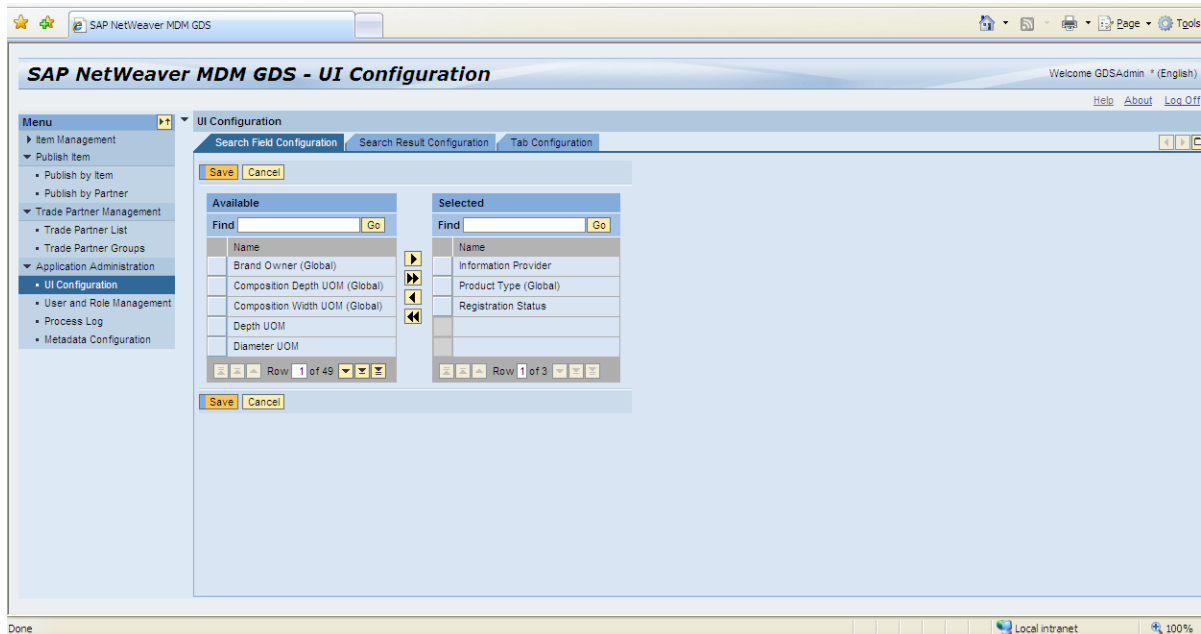 SAP NetWeaver MDM GDS
Page
Tools
SAP NetWeaver MDM GDS - UI Configuration
Welcome GDSAdmin * (English)
Help About Log Off
Menu
UI Configuration
Item Management
Publish Item
Publish by Item
Publish by Partner
Trade Partner Management
Trade Partner List
Trade Partner Groups
Application Administration
UI Configuration
User and Role Management
Process Log
Metadata Configuration
Search Field Configuration
Search Result Configuration
Tab Configuration
Save Cancel
Available
Find Go
Name
Brand Owner (Global)
Composition Depth UOM (Global)
Composition Width UOM (Global)
Depth UOM
Diameter UOM
Row 1 of 49
Selected
Find Go
Name
Information Provider
Product Type (Global)
Registration Status
Row 1 of 3
Save Cancel
Done
Local intranet
100%